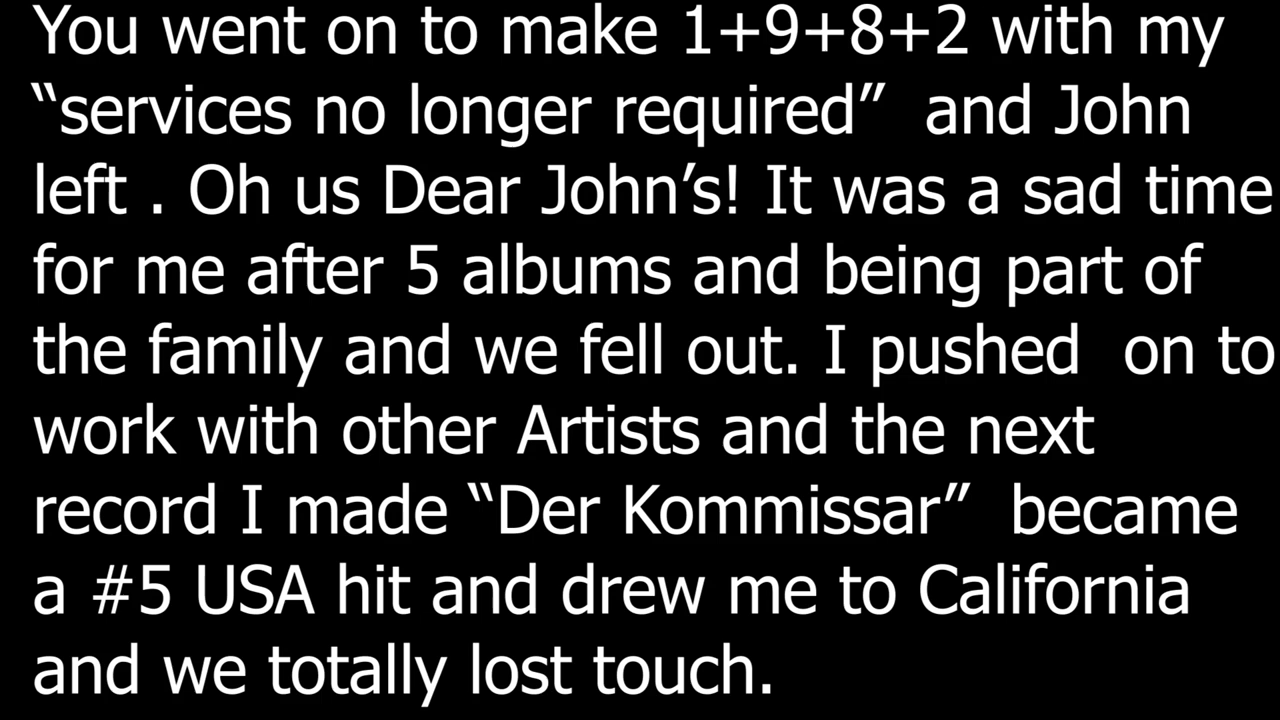 You went on to make 1+9+8+2 with my
“services no longer required”  and John
left . Oh us Dear John’s! It was a sad time
for me after 5 albums and being part of
the family and we fell out. I pushed  on to
work with other Artists and the next
record I made “Der Kommissar”  became
a #5 USA hit and drew me to California
and we totally lost touch.